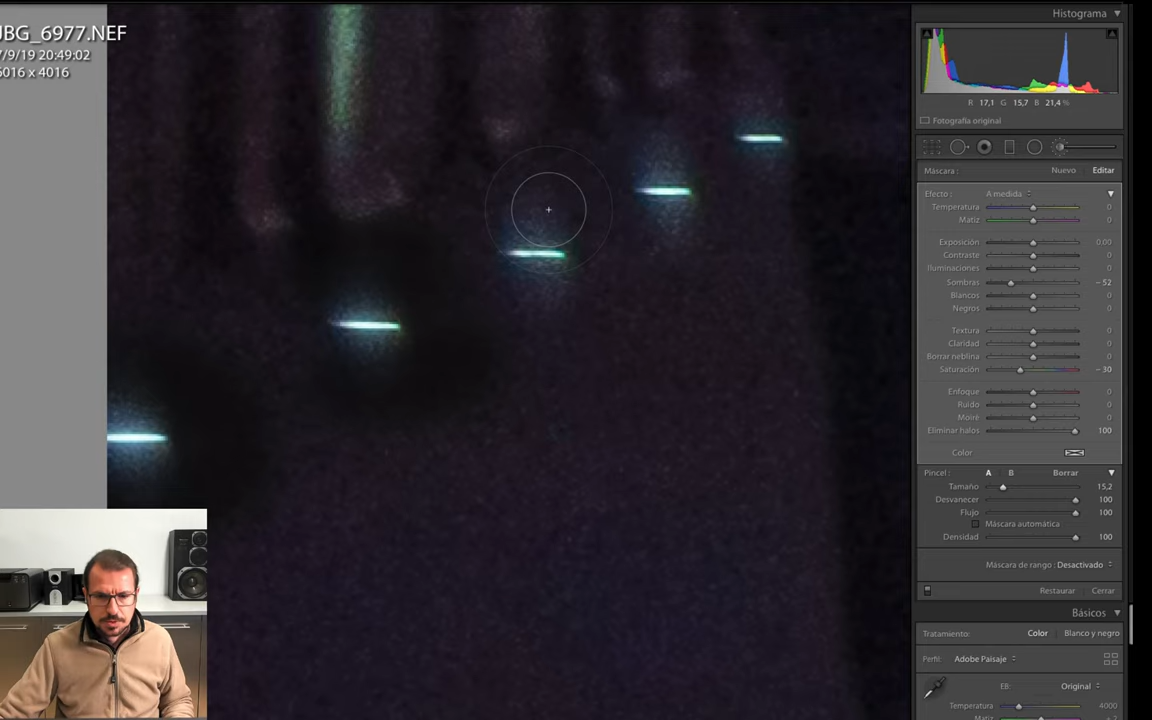 JBG_6977.NEF
7/9/19 20:49:02
6016 x 4016
Histograma
R 17,1 G 15,7 B 21,4 %
Fotografía original
Máscara : Nuevo Editar
Efecto : A medida
Temperatura 0
Matiz 0
Exposición 0,00
Contraste 0
Iluminaciones 0
Sombras – 52
Blancos 0
Negros 0
Textura 0
Claridad 0
Borrar neblina 0
Saturación – 30
Enfoque 0
Ruido 0
Moiré 0
Eliminar halos 100
Color
Pincel : A B Borrar
Tamaño 15,2
Desvanecer 100
Flujo 100
Máscara automática
Densidad 100
Máscara de rango : Desactivado
Restaurar Cerrar
Básicos
Tratamiento: Color Blanco y negro
Perfil: Adobe Paisaje
EB: Original
Temperatura 4000
Matiz + 2